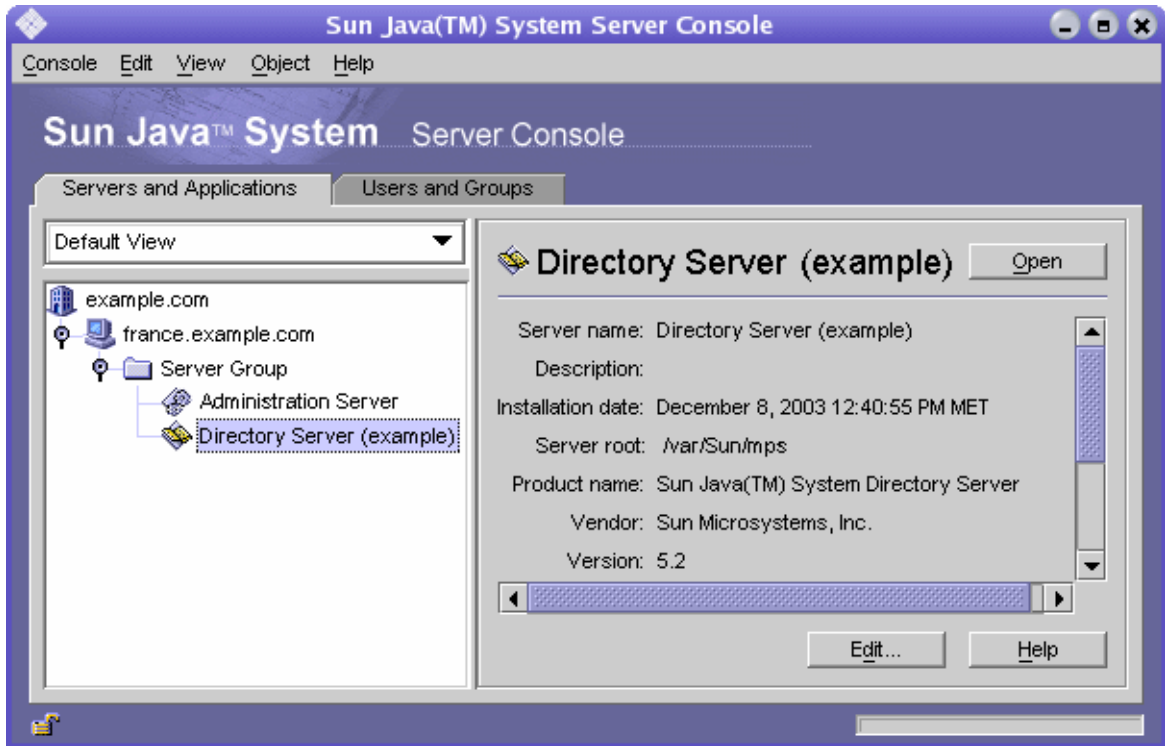 Sun Java(TM) System Server Console
Console Edit View Object Help
Sun Java™ System Server Console
Servers and Applications
Users and Groups
Default View
example.com
france.example.com
Server Group
Administration Server
Directory Server (example)
Directory Server (example)
Open
Server name: Directory Server (example)
Description:
Installation date: December 8, 2003 12:40:55 PM MET
Server root: /var/Sun/mps
Product name: Sun Java(TM) System Directory Server
Vendor: Sun Microsystems, Inc.
Version: 5.2
Edit... Help